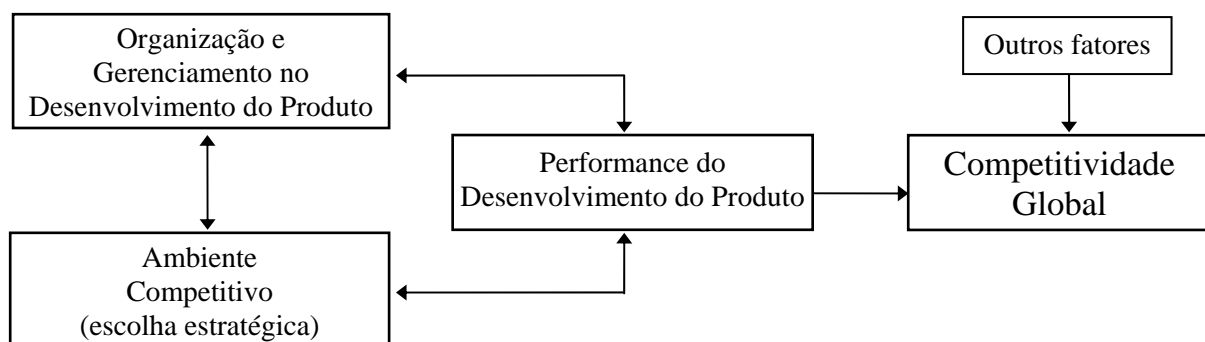 Organização e
Gerenciamento no
Desenvolvimento do Produto
Outros fatores
Performance do
Desenvolvimento do Produto
Competitividade
Global
Ambiente
Competitivo
(escolha estratégica)